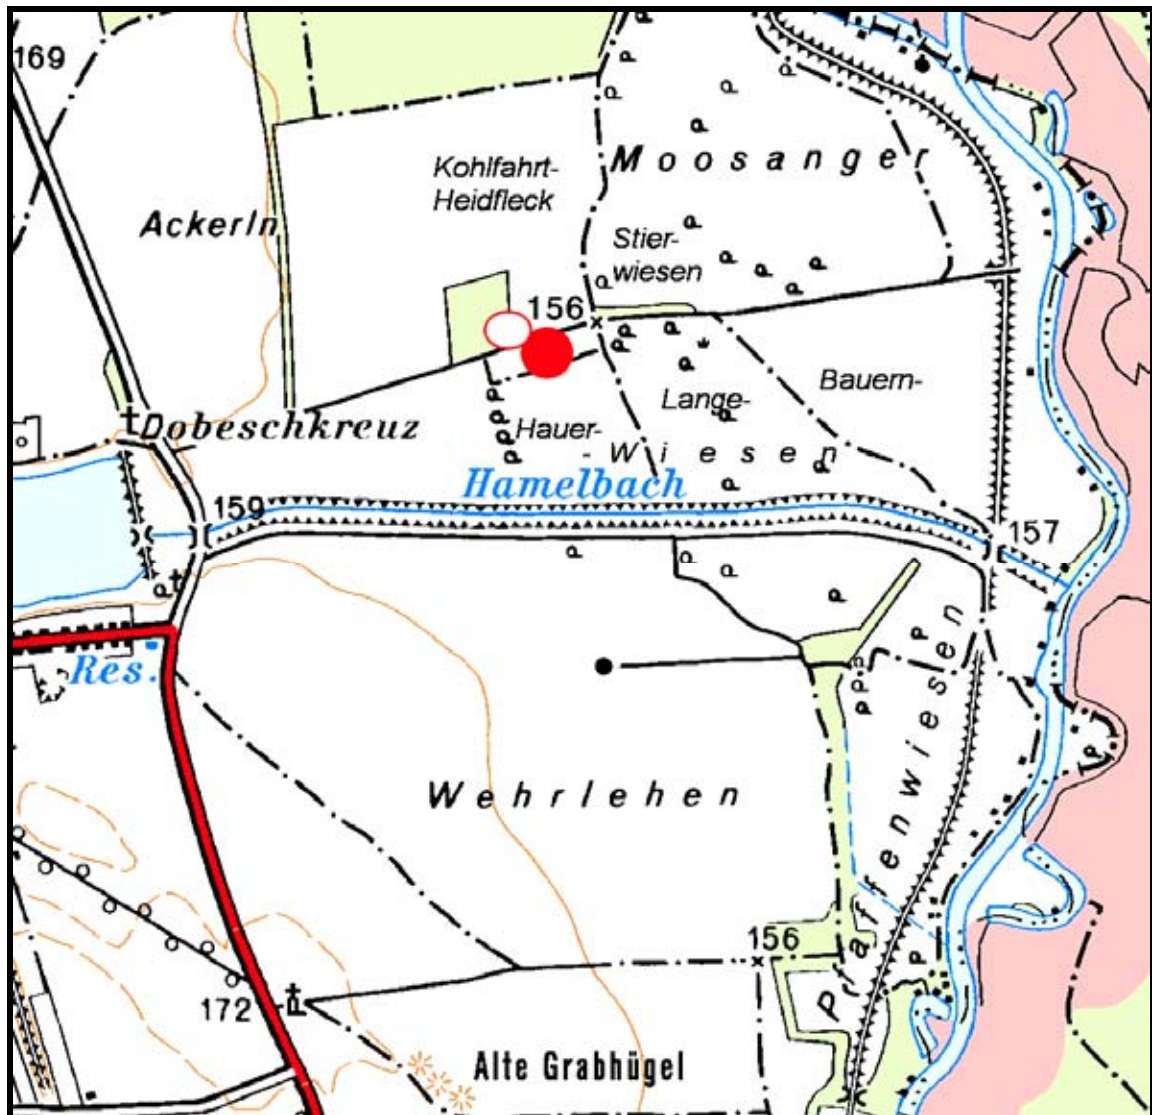 169
Moosanger
Kohlfahrt-
Heidfleck
Ackerln
Stier-
wiesen
156
Bauern-
Lange-
Dobeschkreuz
Hauer-
- Wiesen
Hamelbach
159
157
Res.
Pfaffenwiesen
Wehrlehen
156
172
Alte Grabhügel